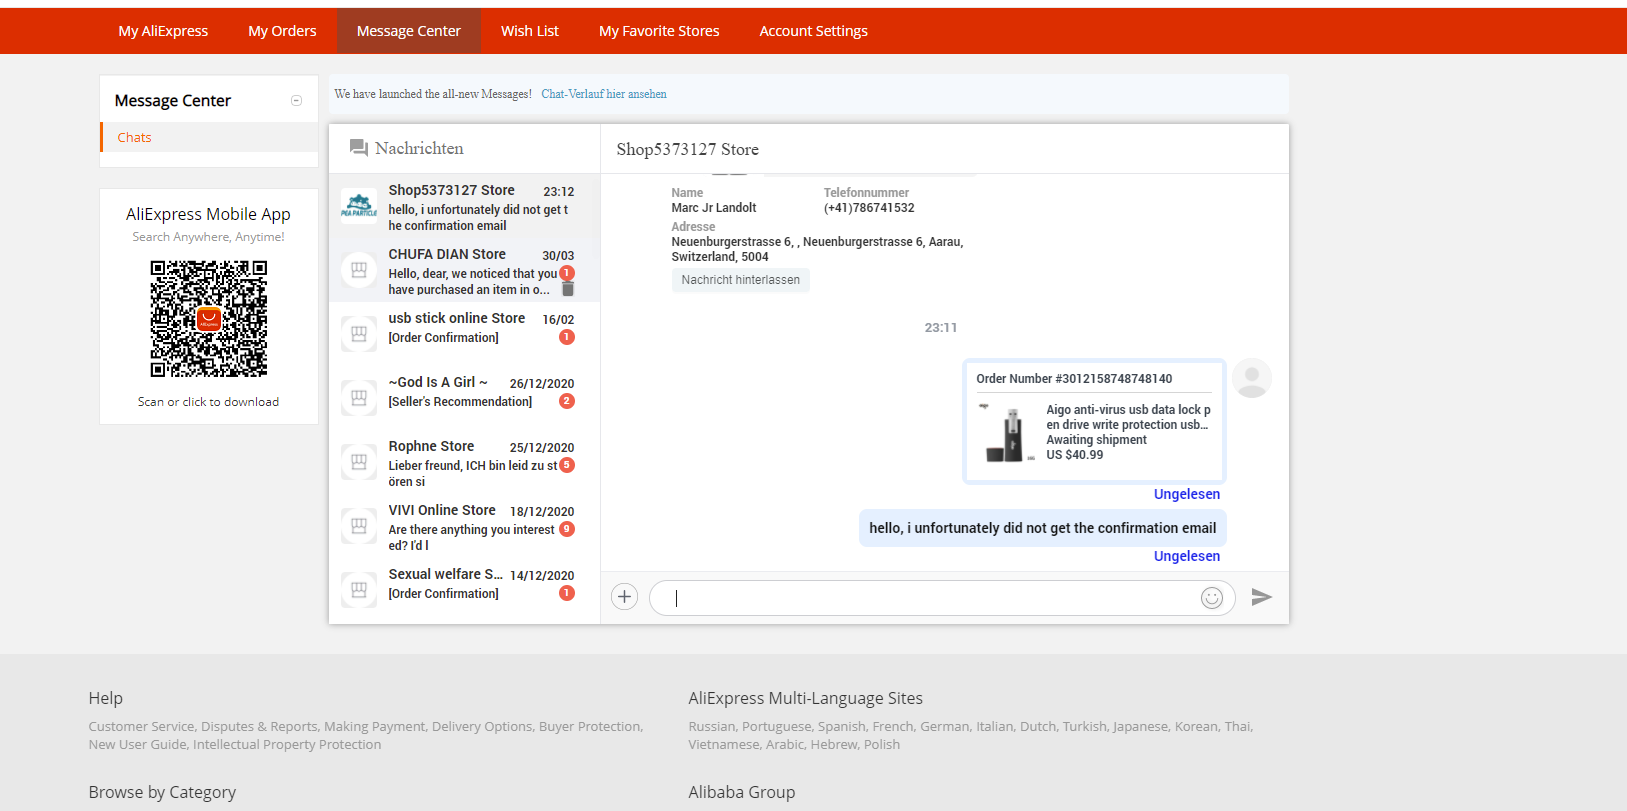 My AliExpress My Orders Message Center Wish List My Favorite Stores Account Settings
Message Center
Chats
AliExpress Mobile App
Search Anywhere, Anytime!
AliExpress
Scan or click to download
We have launched the all-new Messages! Chat-Verlauf hier ansehen
Nachrichten
PEA PARTICLE
Shop5373127 Store 23:12
hello, i unfortunately did not get t
he confirmation email
CHUFA DIAN Store 30/03
Hello, dear, we noticed that you 1
have purchased an item in o...
usb stick online Store 16/02
[Order Confirmation] 1
~God Is A Girl ~ 26/12/2020
[Seller's Recommendation] 2
Rophne Store 25/12/2020
Lieber freund, ICH bin leid zu st 5
ören si
VIVI Online Store 18/12/2020
Are there anything you interest 9
ed? I'd l
Sexual welfare S... 14/12/2020
[Order Confirmation] 1
Shop5373127 Store
Name Telefonnummer
Marc Jr Landolt (+41)786741532
Adresse
Neuenburgerstrasse 6, , Neuenburgerstrasse 6, Aarau,
Switzerland, 5004
Nachricht hinterlassen
23:11
Order Number #3012158748748140
Aigo anti-virus usb data lock p
en drive write protection usb...
Awaiting shipment
US $40.99
Ungelesen
hello, i unfortunately did not get the confirmation email
Ungelesen
Help
Customer Service, Disputes & Reports, Making Payment, Delivery Options, Buyer Protection,
New User Guide, Intellectual Property Protection
AliExpress Multi-Language Sites
Russian, Portuguese, Spanish, French, German, Italian, Dutch, Turkish, Japanese, Korean, Thai,
Vietnamese, Arabic, Hebrew, Polish
Browse by Category
Alibaba Group